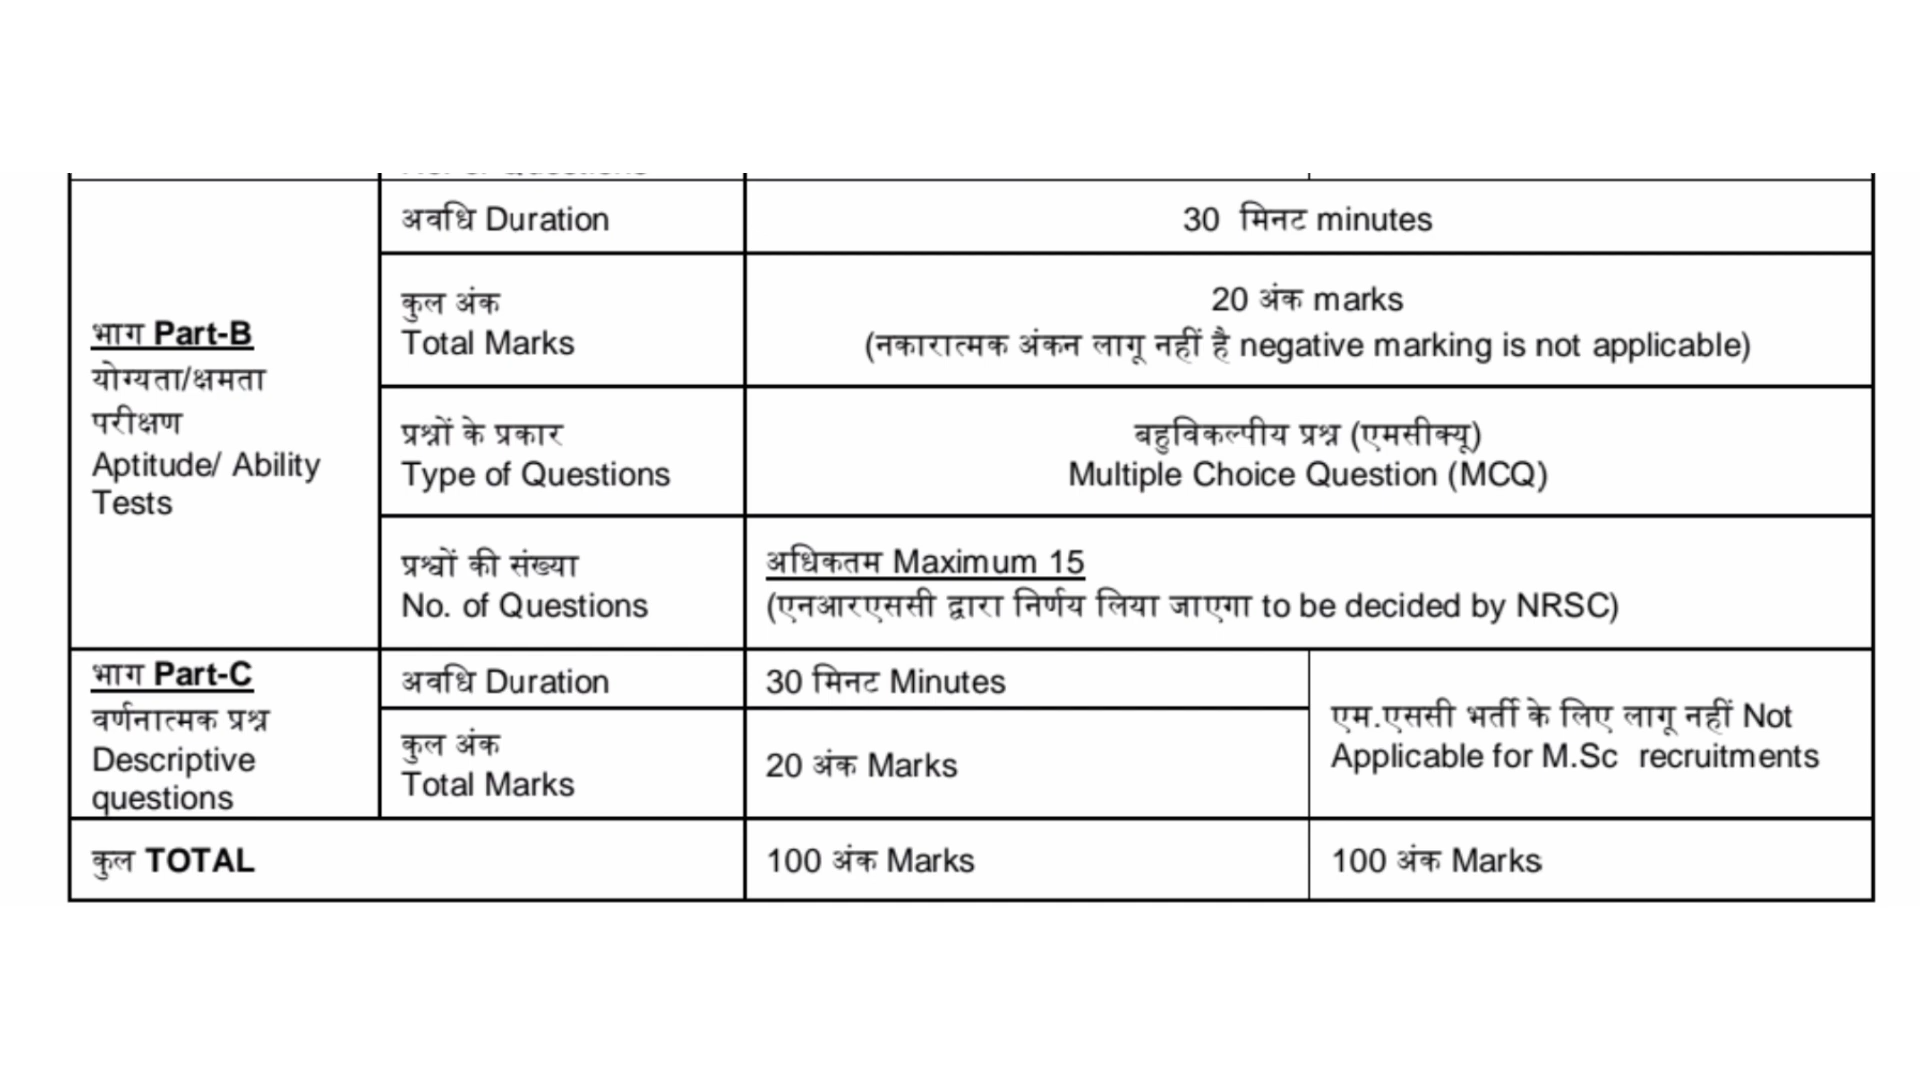 अवधि Duration
30 मिनट minutes
भाग Part-B
योग्यता/क्षमता
परीक्षण
Aptitude/ Ability
Tests
कुल अंक
Total Marks
20 अंक marks
(नकारात्मक अंकन लागू नहीं है negative marking is not applicable)
प्रश्नों के प्रकार
Type of Questions
बहुविकल्पीय प्रश्न (एमसीक्यू)
Multiple Choice Question (MCQ)
प्रश्नों की संख्या
No. of Questions
अधिकतम Maximum 15
(एनआरएससी द्वारा निर्णय लिया जाएगा to be decided by NRSC)
भाग Part-C
वर्णनात्मक प्रश्न
Descriptive
questions
अवधि Duration
30 मिनट Minutes
कुल अंक
Total Marks
20 अंक Marks
एम.एससी भर्ती के लिए लागू नहीं Not
Applicable for M.Sc recruitments
कुल TOTAL
100 अंक Marks
100 अंक Marks